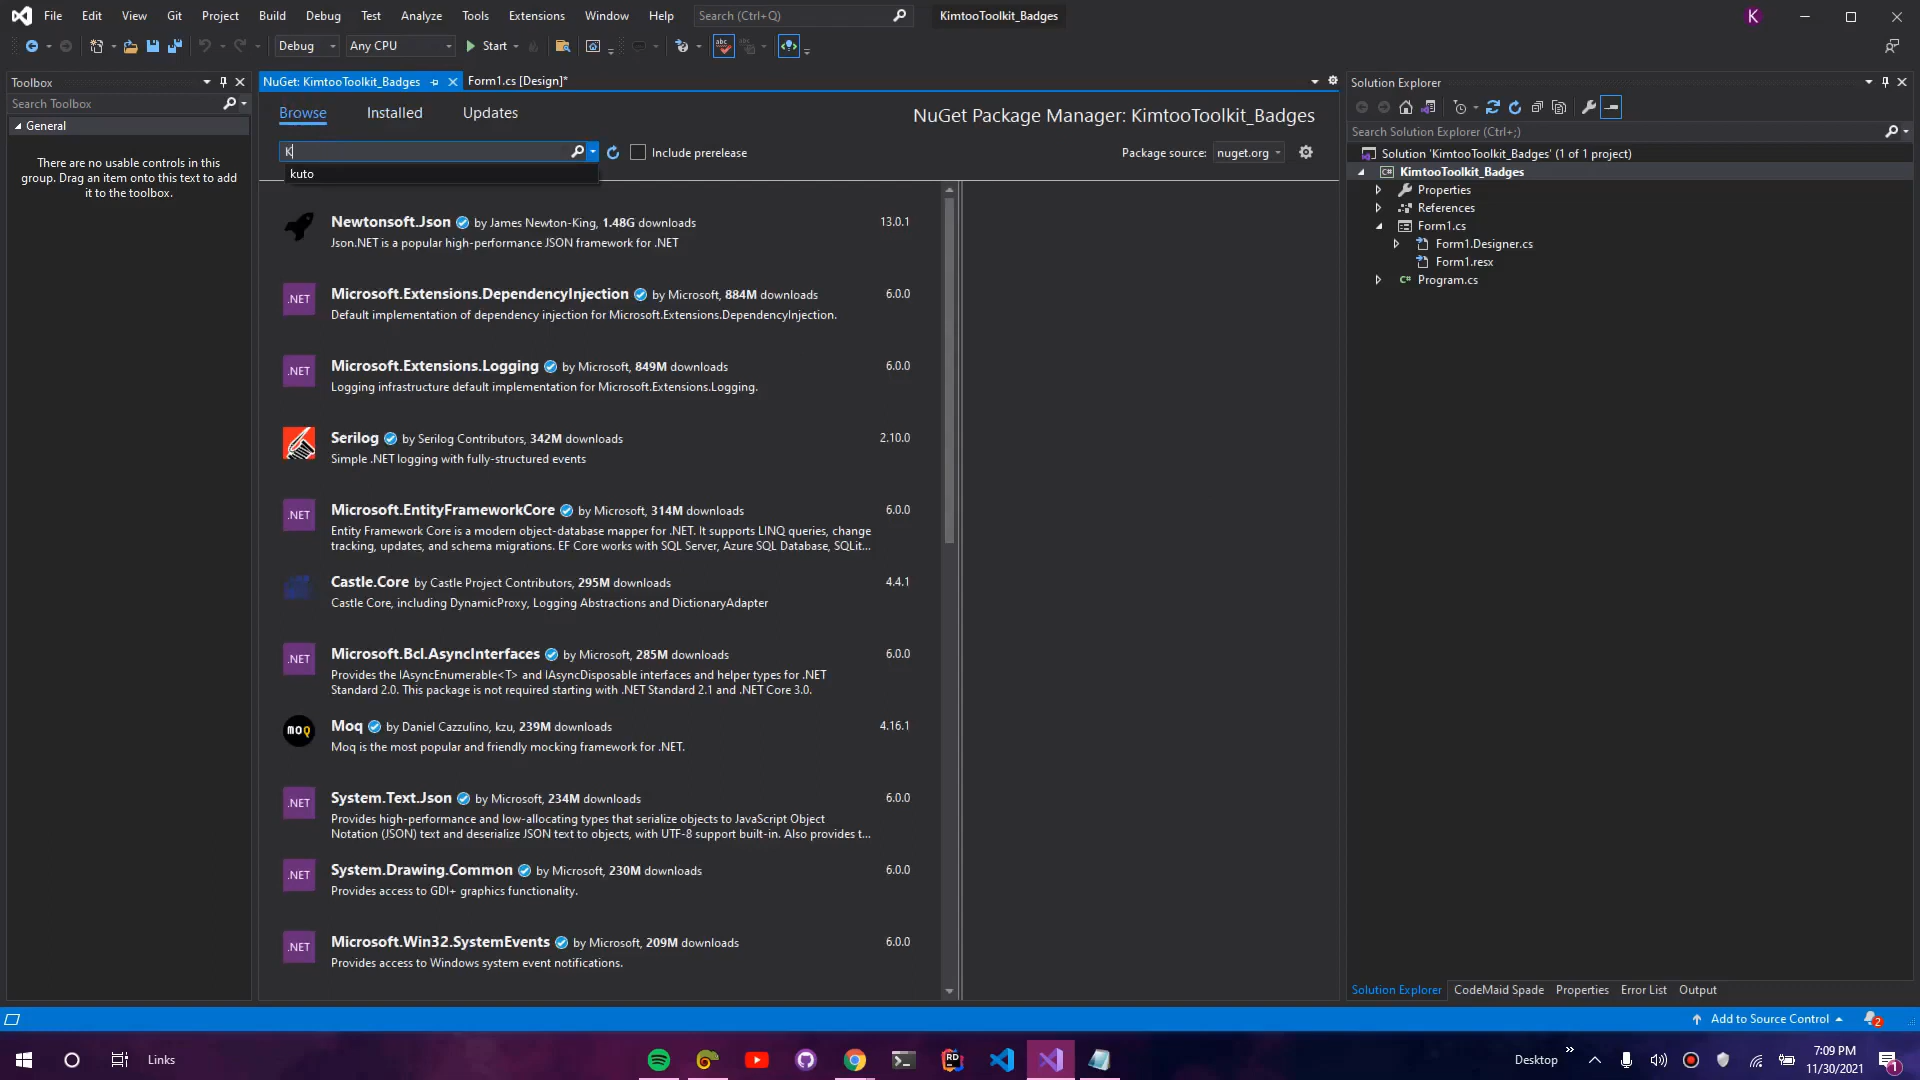 File Edit View Git Project Build Debug Test Analyze Tools Extensions Window Help Search (Ctrl+Q) KimtooToolkit_Badges K
Debug Any CPU Start
Toolbox
Search Toolbox
General
There are no usable controls in this
group. Drag an item onto this text to add
it to the toolbox.
NuGet: KimtooToolkit_Badges Form1.cs [Design]*
Browse Installed Updates NuGet Package Manager: KimtooToolkit_Badges
K Include prerelease Package source: nuget.org
kuto
Newtonsoft.Json by James Newton-King, 1.48G downloads 13.0.1
Json.NET is a popular high-performance JSON framework for .NET
.NET Microsoft.Extensions.DependencyInjection by Microsoft, 884M downloads 6.0.0
Default implementation of dependency injection for Microsoft.Extensions.DependencyInjection.
.NET Microsoft.Extensions.Logging by Microsoft, 849M downloads 6.0.0
Logging infrastructure default implementation for Microsoft.Extensions.Logging.
Serilog by Serilog Contributors, 342M downloads 2.10.0
Simple .NET logging with fully-structured events
.NET Microsoft.EntityFrameworkCore by Microsoft, 314M downloads 6.0.0
Entity Framework Core is a modern object-database mapper for .NET. It supports LINQ queries, change
tracking, updates, and schema migrations. EF Core works with SQL Server, Azure SQL Database, SQLit...
Castle.Core by Castle Project Contributors, 295M downloads 4.4.1
Castle Core, including DynamicProxy, Logging Abstractions and DictionaryAdapter
.NET Microsoft.Bcl.AsyncInterfaces by Microsoft, 285M downloads 6.0.0
Provides the IAsyncEnumerable<T> and IAsyncDisposable interfaces and helper types for .NET
Standard 2.0. This package is not required starting with .NET Standard 2.1 and .NET Core 3.0.
moq Moq by Daniel Cazzulino, kzu, 239M downloads 4.16.1
Moq is the most popular and friendly mocking framework for .NET.
.NET System.Text.Json by Microsoft, 234M downloads 6.0.0
Provides high-performance and low-allocating types that serialize objects to JavaScript Object
Notation (JSON) text and deserialize JSON text to objects, with UTF-8 support built-in. Also provides t...
.NET System.Drawing.Common by Microsoft, 230M downloads 6.0.0
Provides access to GDI+ graphics functionality.
.NET Microsoft.Win32.SystemEvents by Microsoft, 209M downloads 6.0.0
Provides access to Windows system event notifications.
Solution Explorer
Search Solution Explorer (Ctrl+;)
Solution 'KimtooToolkit_Badges' (1 of 1 project)
C# KimtooToolkit_Badges
Properties
References
Form1.cs
Form1.Designer.cs
Form1.resx
C# Program.cs
Solution Explorer CodeMaid Spade Properties Error List Output
Add to Source Control 2
Links Desktop 7:09 PM
11/30/2021 1